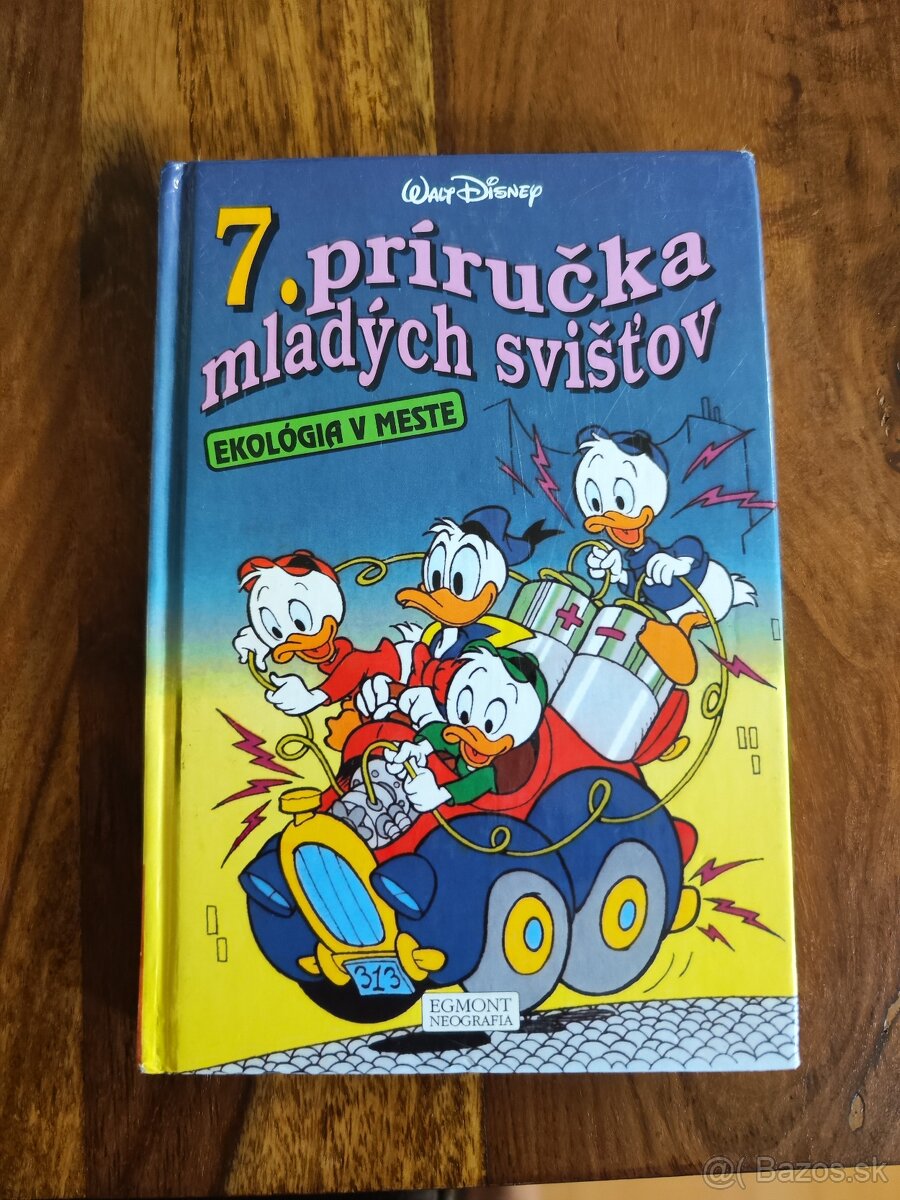 WALT DISNEY
7. príručka
mladých svišťov
EKOLÓGIA V MESTE
+ -
313
EGMONT
NEOGRAFIA
@( Bazos.sk